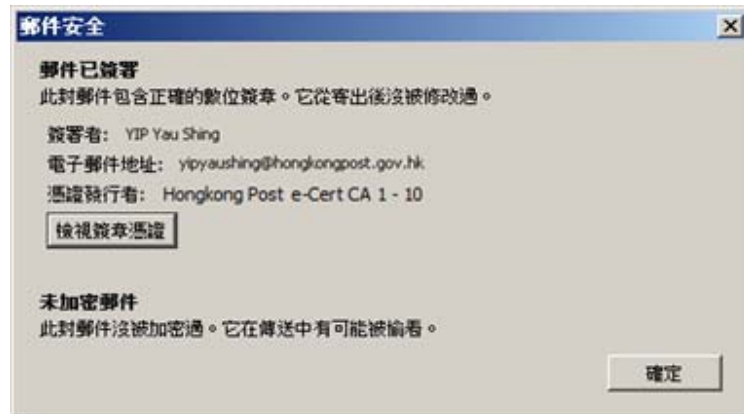 郵件安全
郵件已簽署
此封郵件包含正確的數位簽章。它從寄出後沒被修改過。
簽署者: YIP Yau Shing
電子郵件地址: yipyaushing@hongkongpost.gov.hk
憑證發行者: Hongkong Post e-Cert CA 1 - 10
檢視簽章憑證
未加密郵件
此封郵件沒被加密過。它在傳送中有可能被偷看。
確定